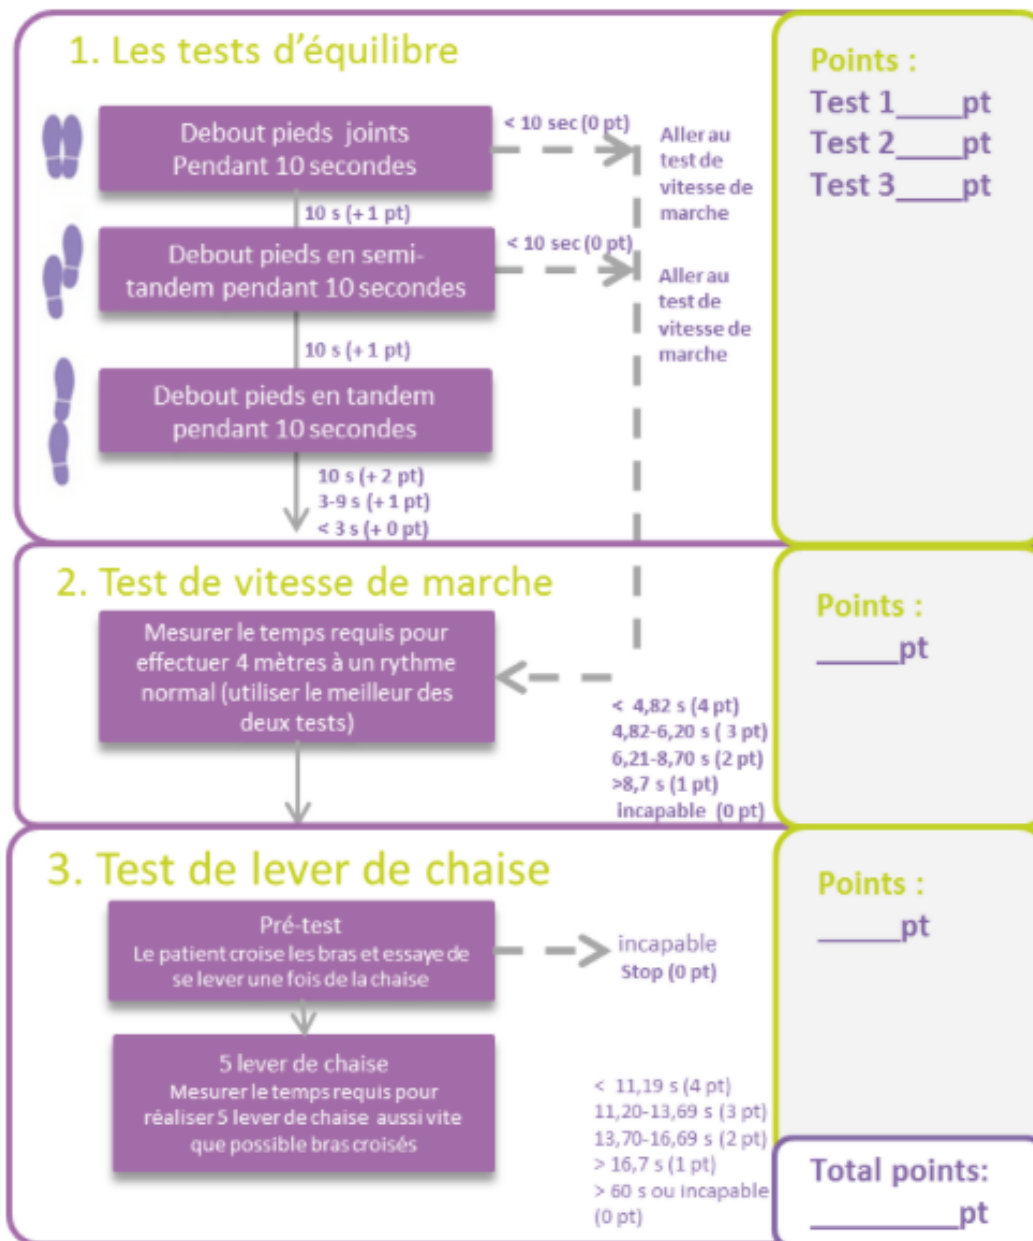 1. Les tests d'équilibre
Debout pieds joints
Pendant 10 secondes
< 10 sec (0 pt)
Aller au
test de
vitesse de
marche
10 s (+ 1 pt)
Debout pieds en semi-
tandem pendant 10 secondes
< 10 sec (0 pt)
Aller au
test de
vitesse de
marche
10 s (+ 1 pt)
Debout pieds en tandem
pendant 10 secondes
10 s (+ 2 pt)
3-9 s (+ 1 pt)
< 3 s (+ 0 pt)
Points :
Test 1____pt
Test 2____pt
Test 3____pt
2. Test de vitesse de marche
Mesurer le temps requis pour
effectuer 4 mètres à un rythme
normal (utiliser le meilleur des
deux tests)
< 4,82 s (4 pt)
4,82-6,20 s ( 3 pt)
6,21-8,70 s (2 pt)
>8,7 s (1 pt)
incapable (0 pt)
Points :
_____pt
3. Test de lever de chaise
Pré-test
Le patient croise les bras et essaye de
se lever une fois de la chaise
incapable
Stop (0 pt)
5 lever de chaise
Mesurer le temps requis pour
réaliser 5 lever de chaise aussi vite
que possible bras croisés
< 11,19 s (4 pt)
11,20-13,69 s (3 pt)
13,70-16,69 s (2 pt)
> 16,7 s (1 pt)
> 60 s ou incapable
(0 pt)
Points :
_____pt
Total points:
_________pt